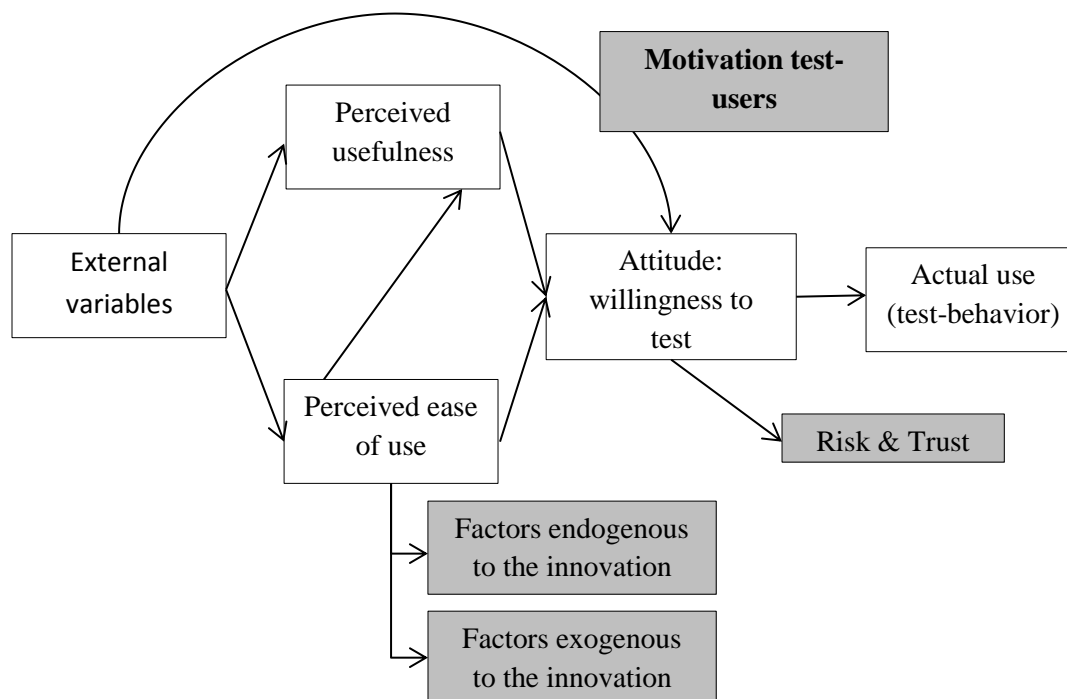 Motivation test-
users
Perceived
usefulness
External
variables
Attitude:
willingness to
test
Actual use
(test-behavior)
Perceived ease
of use
Risk & Trust
Factors endogenous
to the innovation
Factors exogenous
to the innovation